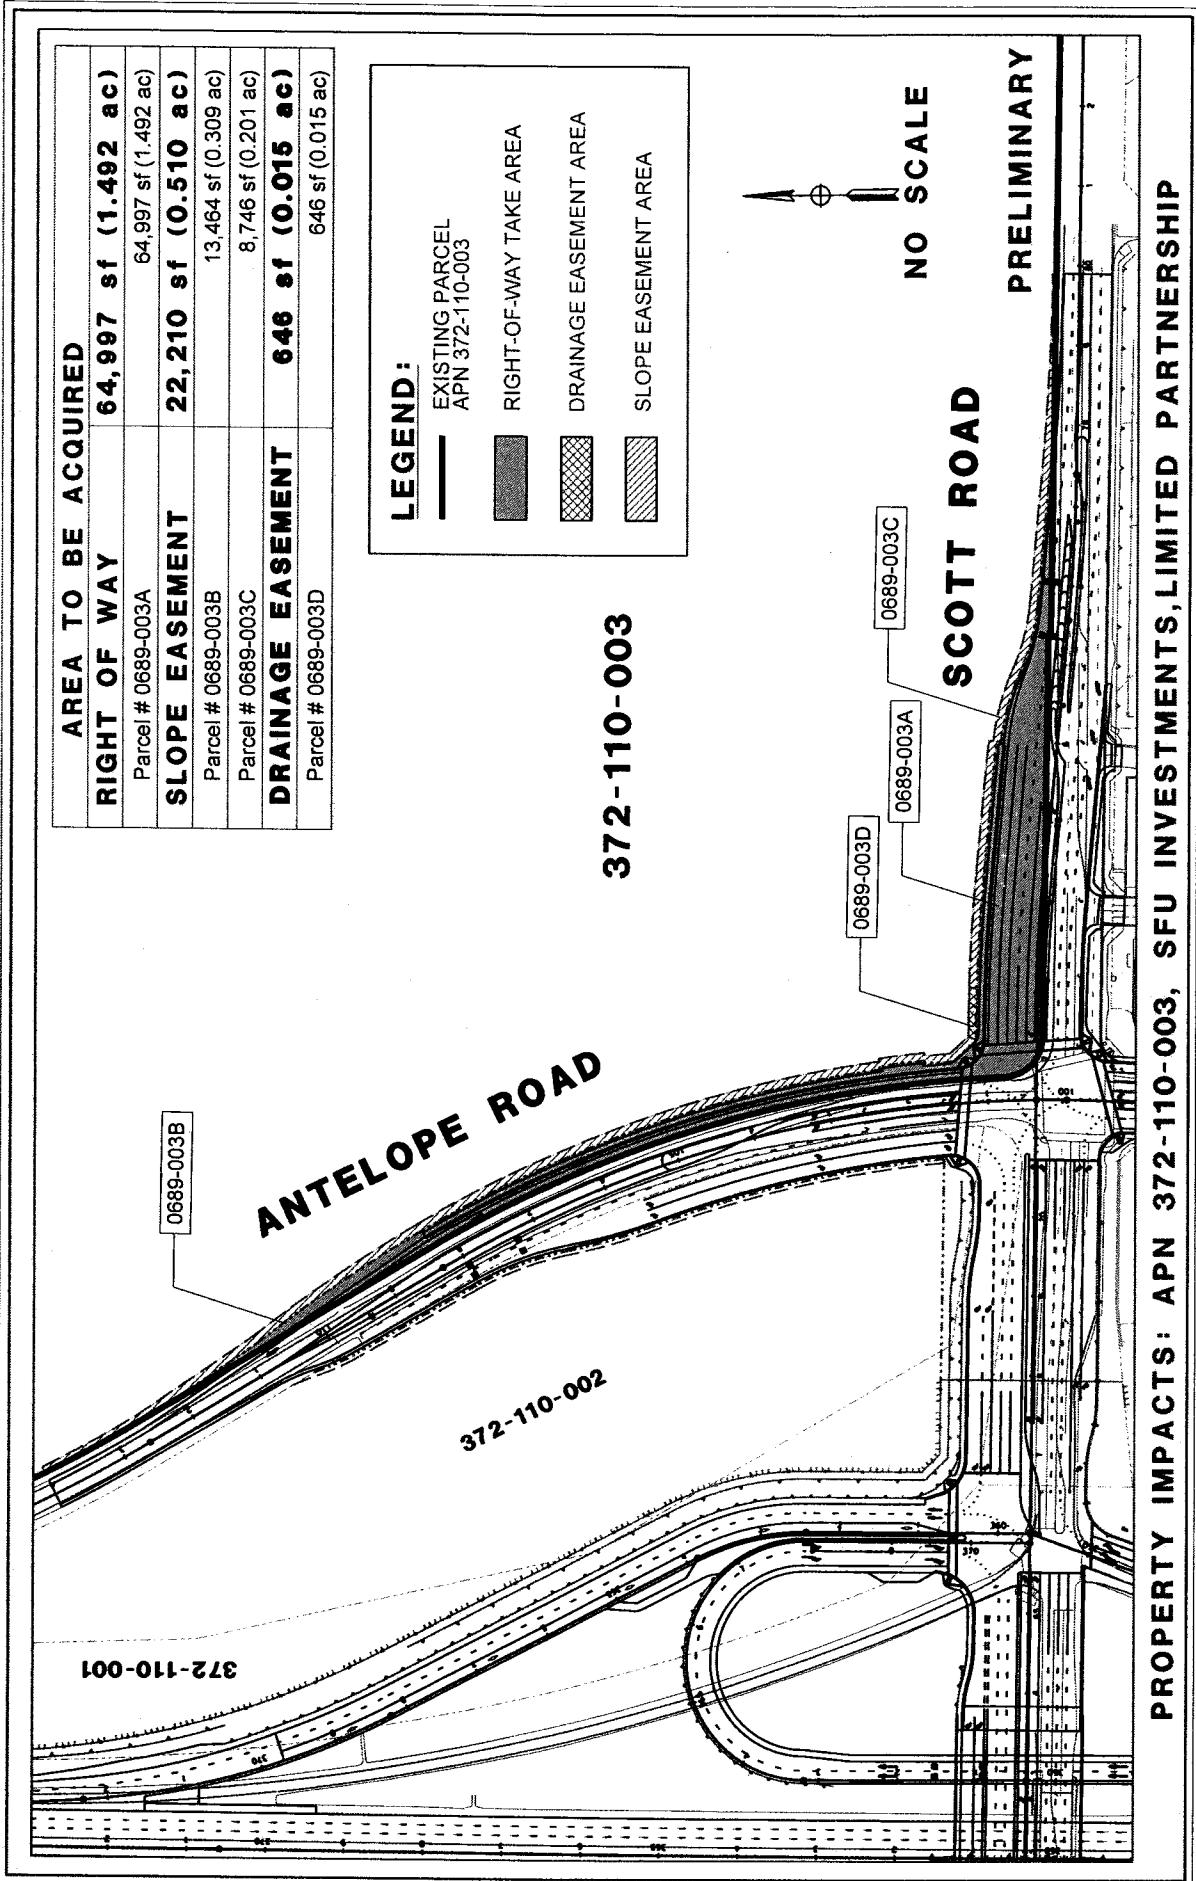 AREA TO BE ACQUIRED
RIGHT OF WAY 64,997 sf (1.492 ac)
Parcel # 0689-003A 64,997 sf (1.492 ac)
SLOPE EASEMENT 22,210 sf (0.510 ac)
Parcel # 0689-003B 13,464 sf (0.309 ac)
Parcel # 0689-003C 8,746 sf (0.201 ac)
DRAINAGE EASEMENT 646 sf (0.015 ac)
Parcel # 0689-003D 646 sf (0.015 ac)
LEGEND:
EXISTING PARCEL
APN 372-110-003
RIGHT-OF-WAY TAKE AREA
DRAINAGE EASEMENT AREA
SLOPE EASEMENT AREA
0689-003B
ANTELOPE ROAD
372-110-003
372-110-001
372-110-002
0689-003D
0689-003A
0689-003C
SCOTT ROAD
NO SCALE
PRELIMINARY
PROPERTY IMPACTS: APN 372-110-003, SFU INVESTMENTS,LIMITED PARTNERSHIP